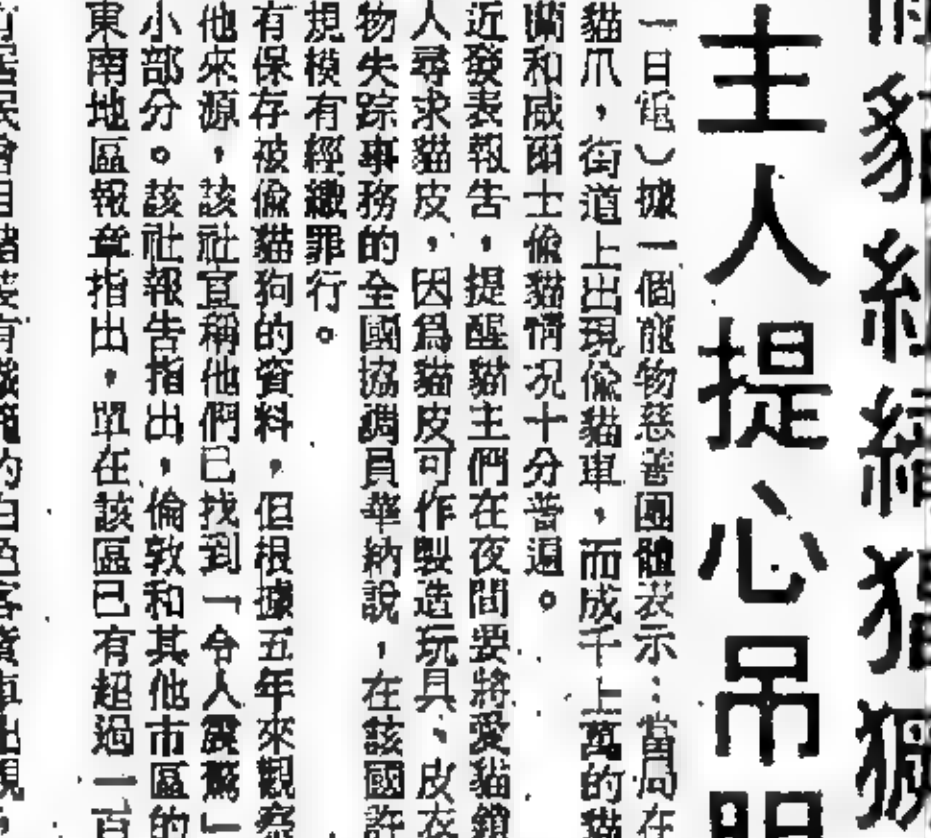 貓紕緝猖獗
主人提心吊胆
一日電）據一個寵物慈善團體表示：當局在
貓爪，街道上出現偷貓車，而成千上萬的貓
蘭和威爾士偷貓情況十分普遍。
近發表報告，提醒貓主們在夜間要將愛貓鎖
人尋求貓皮，因為貓皮可作製造玩具、皮衣
物失踪事務的全國協調員華納說，在該國許
規模有組織罪行。
有保存被偷貓狗的資料，但根據五年來觀察
他來源，該社宣稱他們已找到「令人震驚」
小部分。該社報告指出，倫敦和其他市區的
東南地區報章指出，單在該區已有超過一百